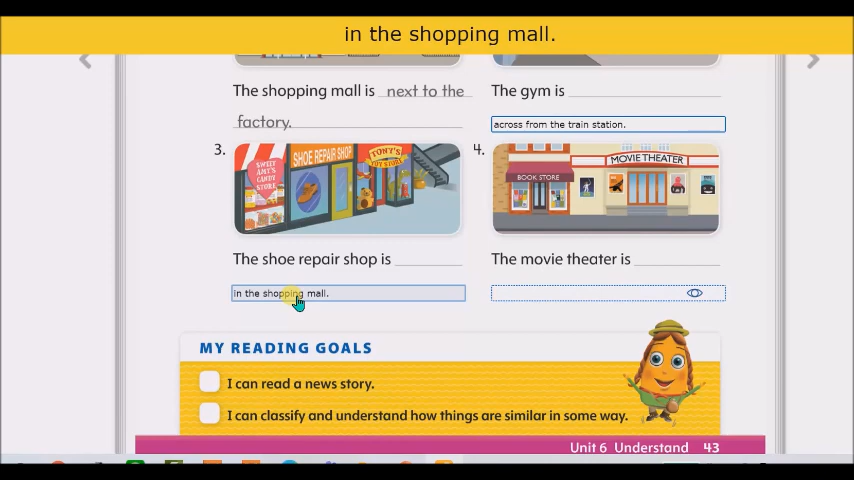 in the shopping mall.
The shopping mall is next to the
factory.
The gym is
across from the train station.
3.
SWEET
AMY'S
CANDY
STORE
SHOE REPAIR SHOP
TONY'S
TOY STORE
4.
BOOK STORE
MOVIE THEATER
The shoe repair shop is
in the shopping mall.
The movie theater is
MY READING GOALS
I can read a news story.
I can classify and understand how things are similar in some way.
Unit 6 Understand 43